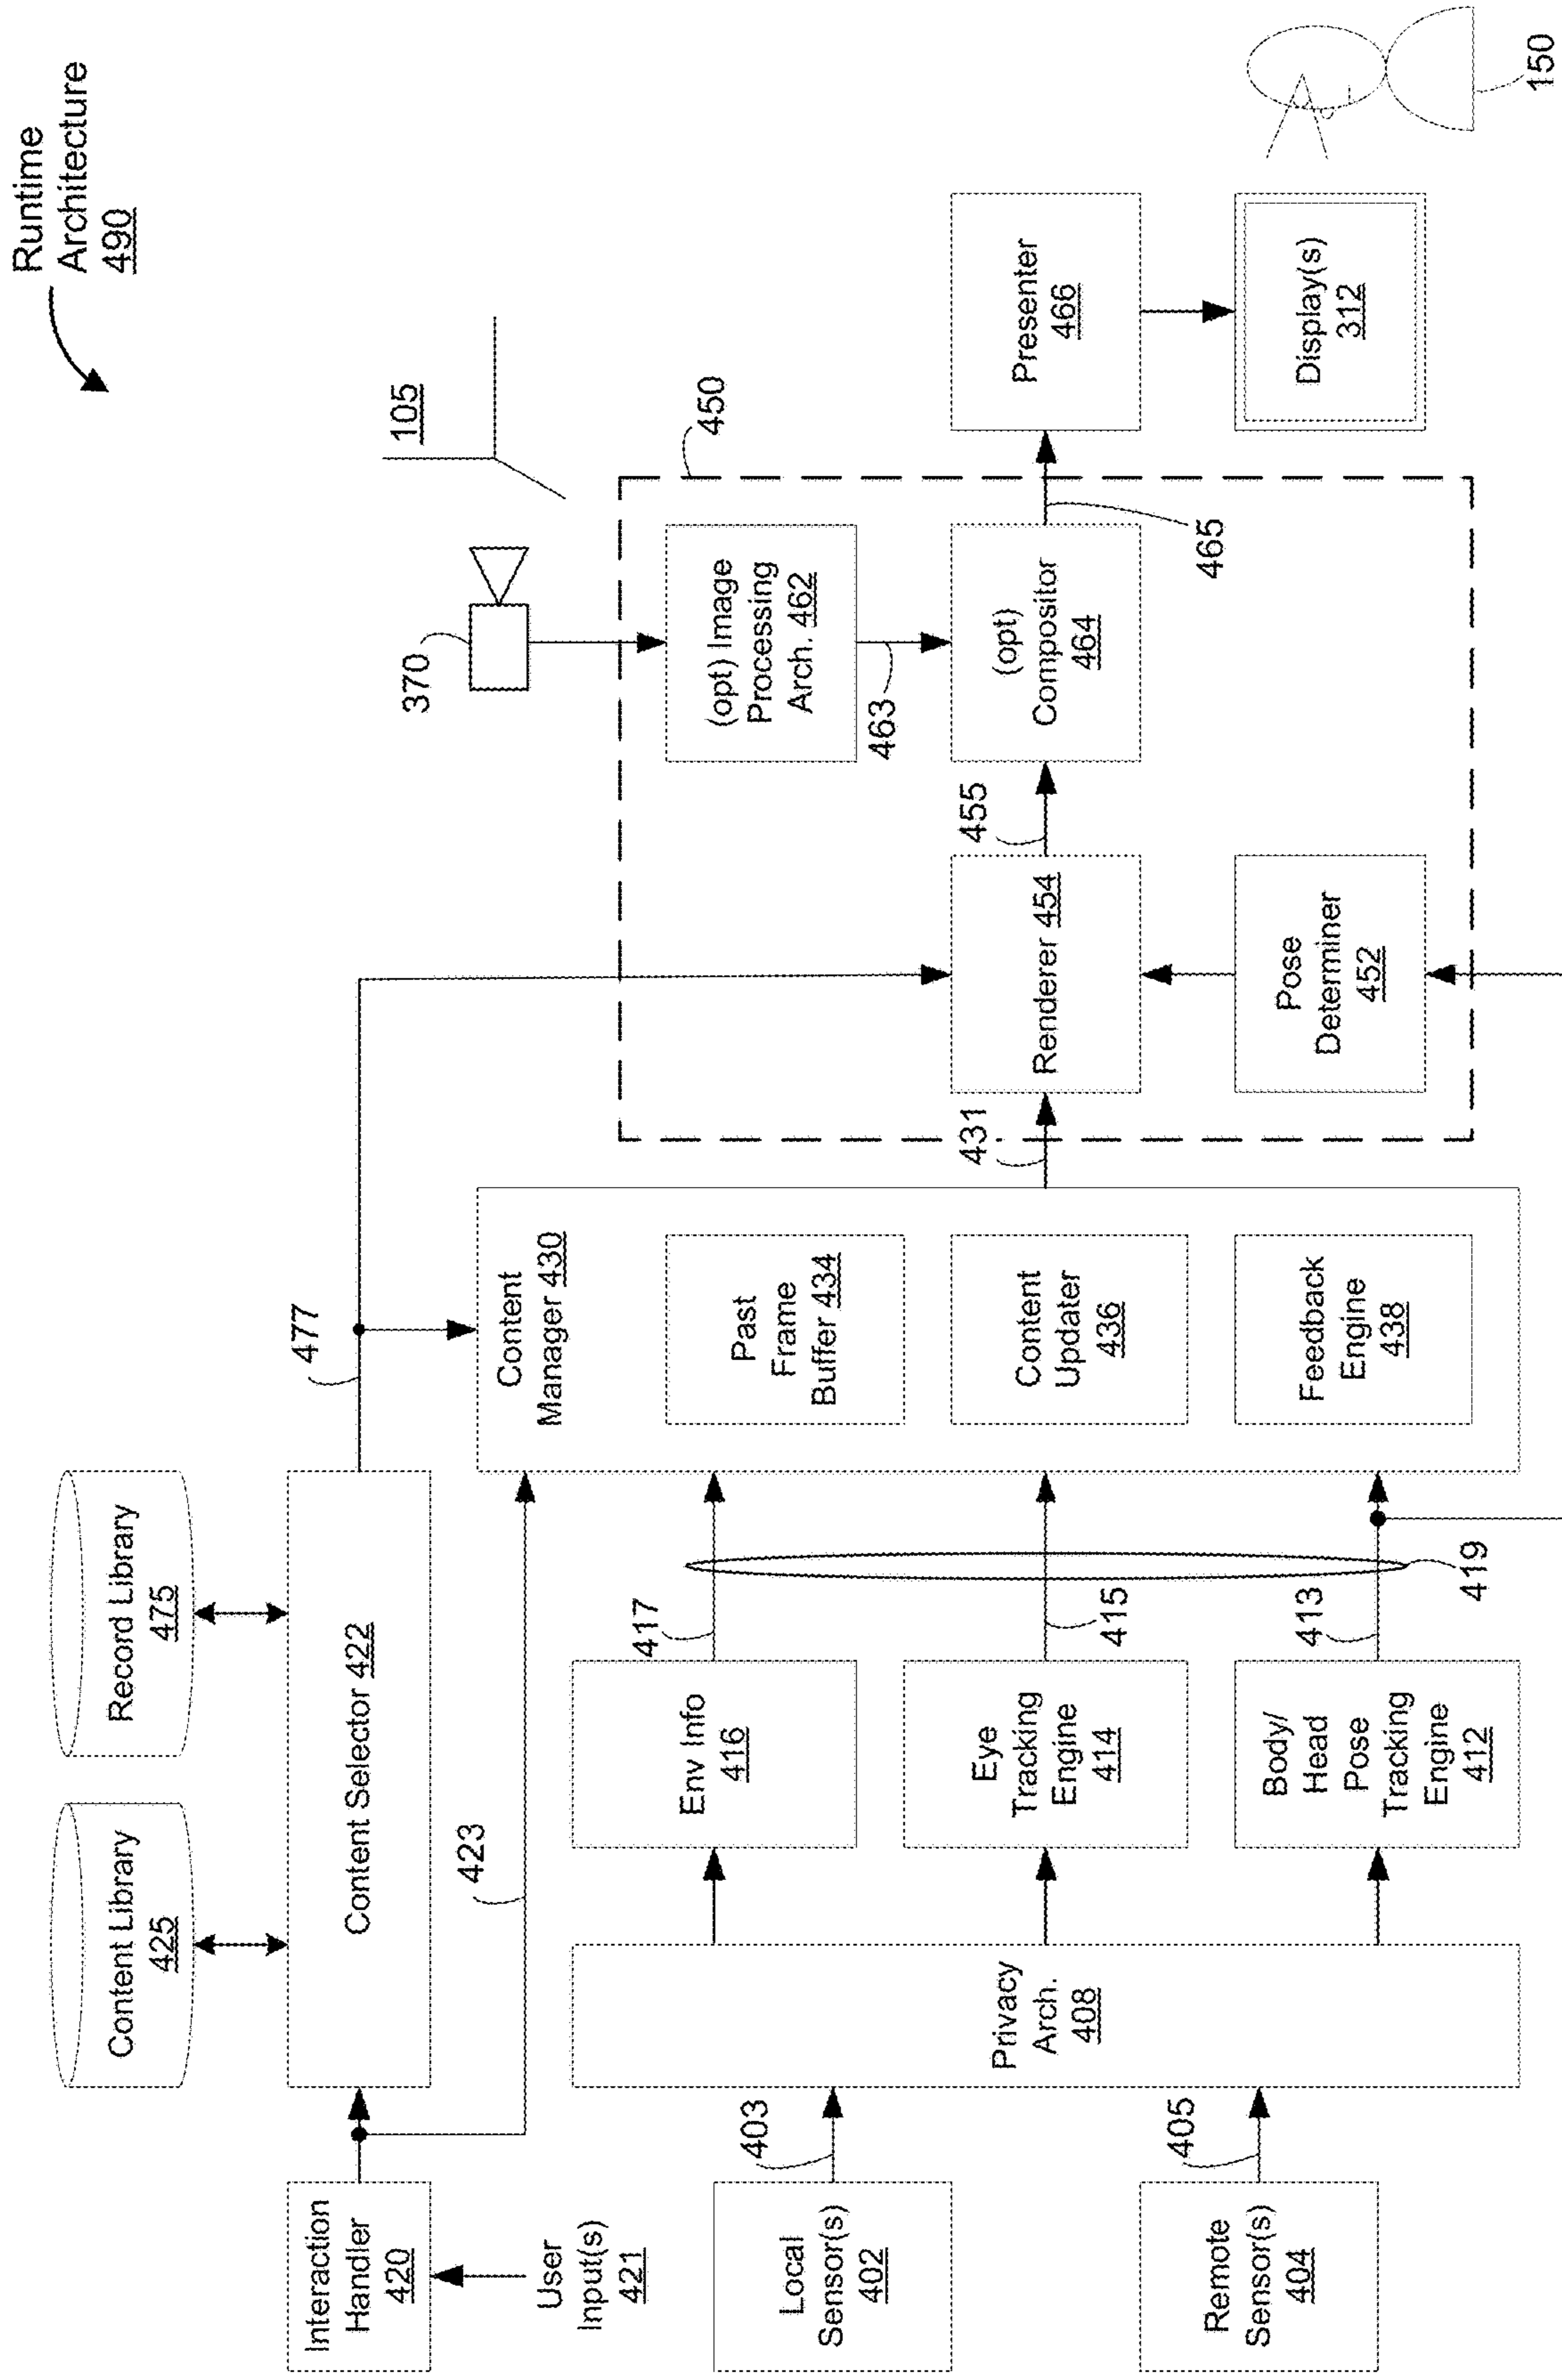 Runtime
Architecture
490
Content Library
425
Record Library
475
Interaction
Handler
420
User
Input(s)
421
Content Selector 422
477
423
Content
Manager 430
Past
Frame
Buffer 434
Content
Updater
436
Feedback
Engine
438
Local
Sensor(s)
402
403
Remote
Sensor(s)
404
405
Privacy
Arch.
408
Env Info
416
417
Eye
Tracking
Engine
414
415
Body/
Head
Pose
Tracking
Engine
412
413
419
431
370
105
450
(opt) Image
Processing
Arch. 462
463
Renderer 454
455
(opt)
Compositor
464
465
Pose
Determiner
452
Presenter
466
Display(s)
312
150